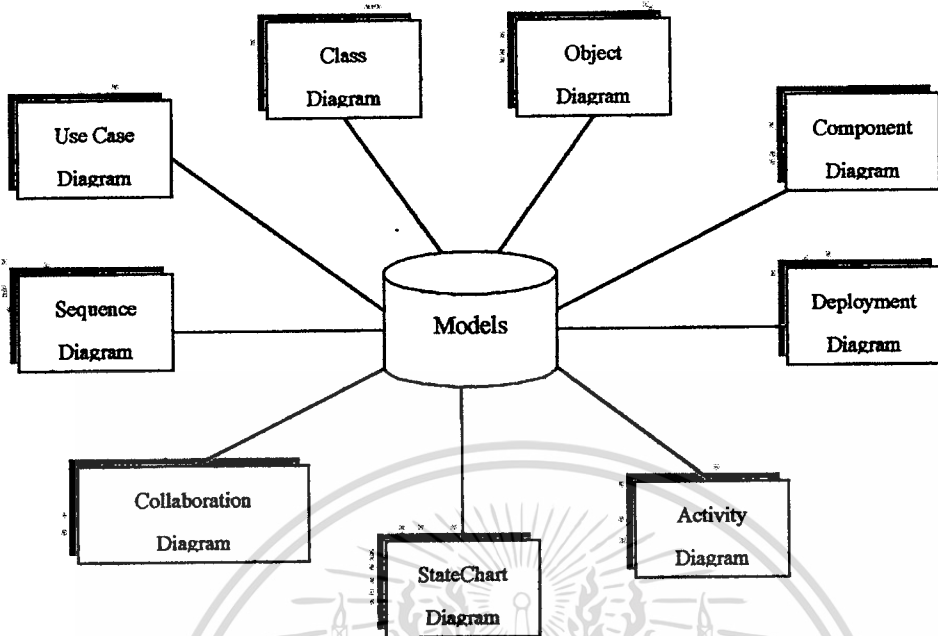 Class
Diagram
Object
Diagram
Use Case
Diagram
Component
Diagram
Sequence
Diagram
Models
Deployment
Diagram
Collaboration
Diagram
StateChart
Diagram
Activity
Diagram